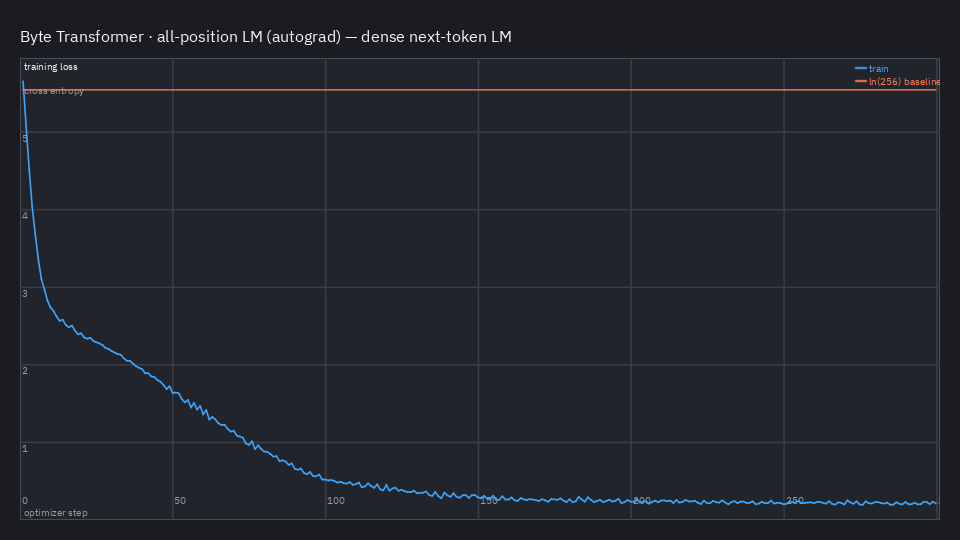 Byte Transformer · all-position LM (autograd) — dense next-token LM
training loss
train
ln(256) baseline
cross entropy
5
4
3
2
1
0
50
100
150
200
250
optimizer step